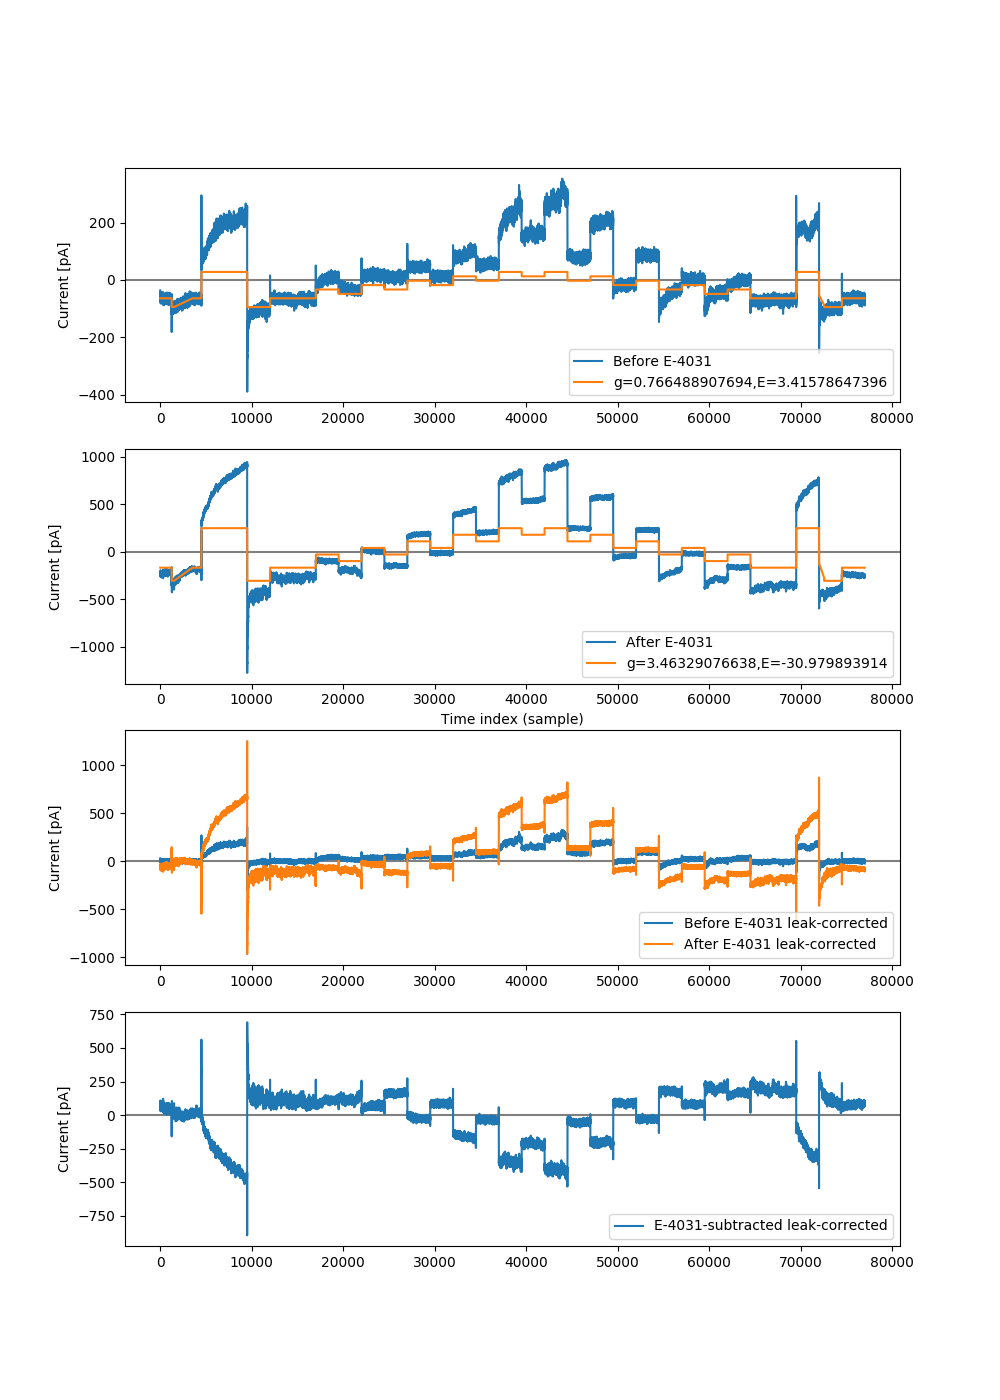 Current [pA]
200
0
−200
−400
Before E-4031
g=0.766488907694,E=3.41578647396
0 10000 20000 30000 40000 50000 60000 70000 80000
Current [pA]
1000
500
0
−500
−1000
After E-4031
g=3.46329076638,E=-30.979893914
0 10000 20000 30000 40000 50000 60000 70000 80000
Time index (sample)
Current [pA]
1000
500
0
−500
−1000
Before E-4031 leak-corrected
After E-4031 leak-corrected
0 10000 20000 30000 40000 50000 60000 70000 80000
Current [pA]
750
500
250
0
−250
−500
−750
E-4031-subtracted leak-corrected
0 10000 20000 30000 40000 50000 60000 70000 80000